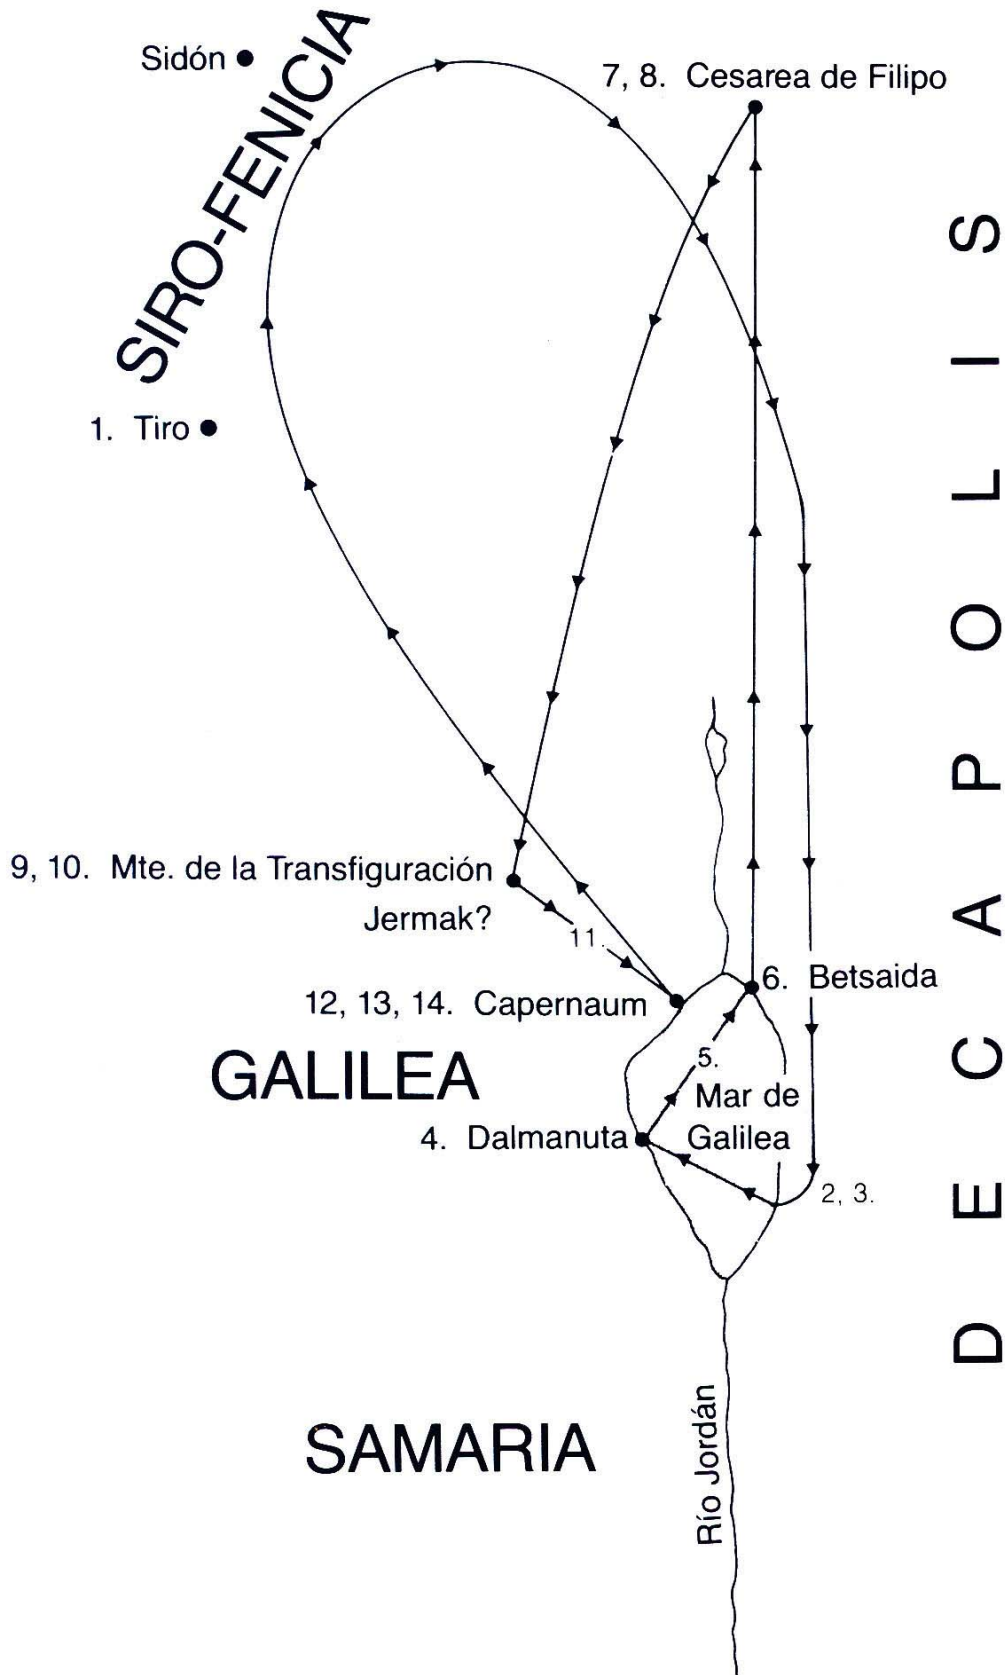 Sidón
SIRO-FENICIA
7, 8. Cesarea de Filipo
1. Tiro
DECAPOLIS
9, 10. Mte. de la Transfiguración
Jermak?
11.
6. Betsaida
12, 13, 14. Capernaum
GALILEA
5.
Mar de
Galilea
4. Dalmanuta
2, 3.
Río Jordán
SAMARIA